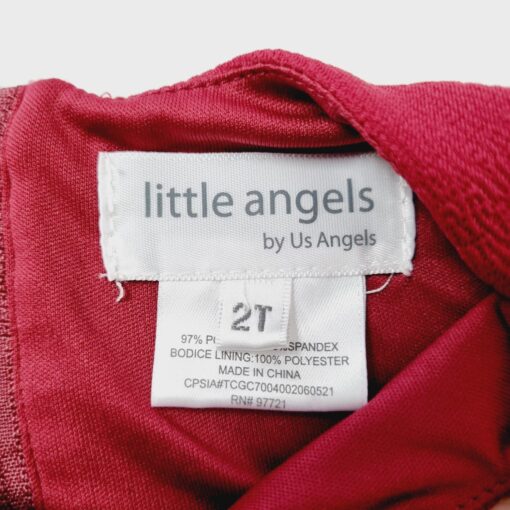 little angels
by Us Angels
2T
97% SPANDEX
BODICE LINING:100% POLYESTER
MADE IN CHINA
CPSIA#TCGC7004002060521
RN# 97721